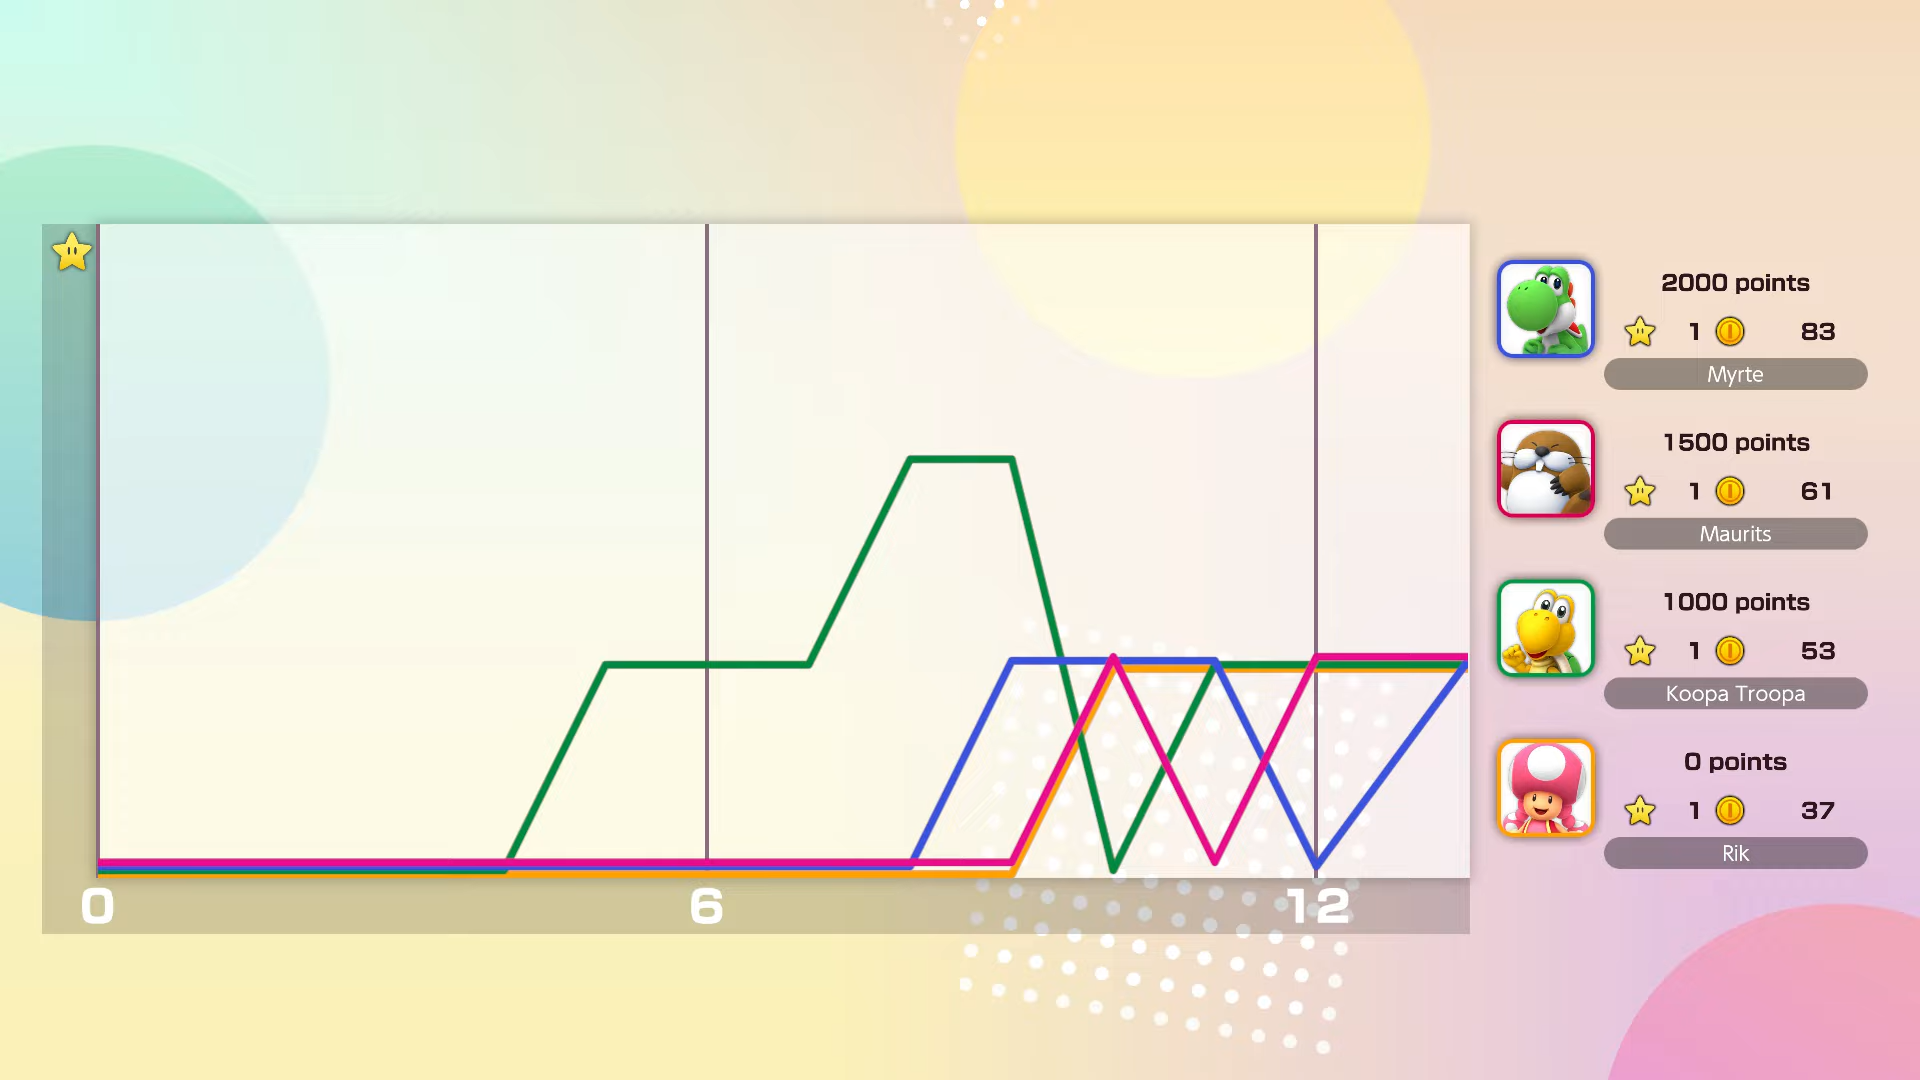 0
6
12
2000 points
1 83
Myrte
1500 points
1 61
Maurits
1000 points
1 53
Koopa Troopa
0 points
1 37
Rik